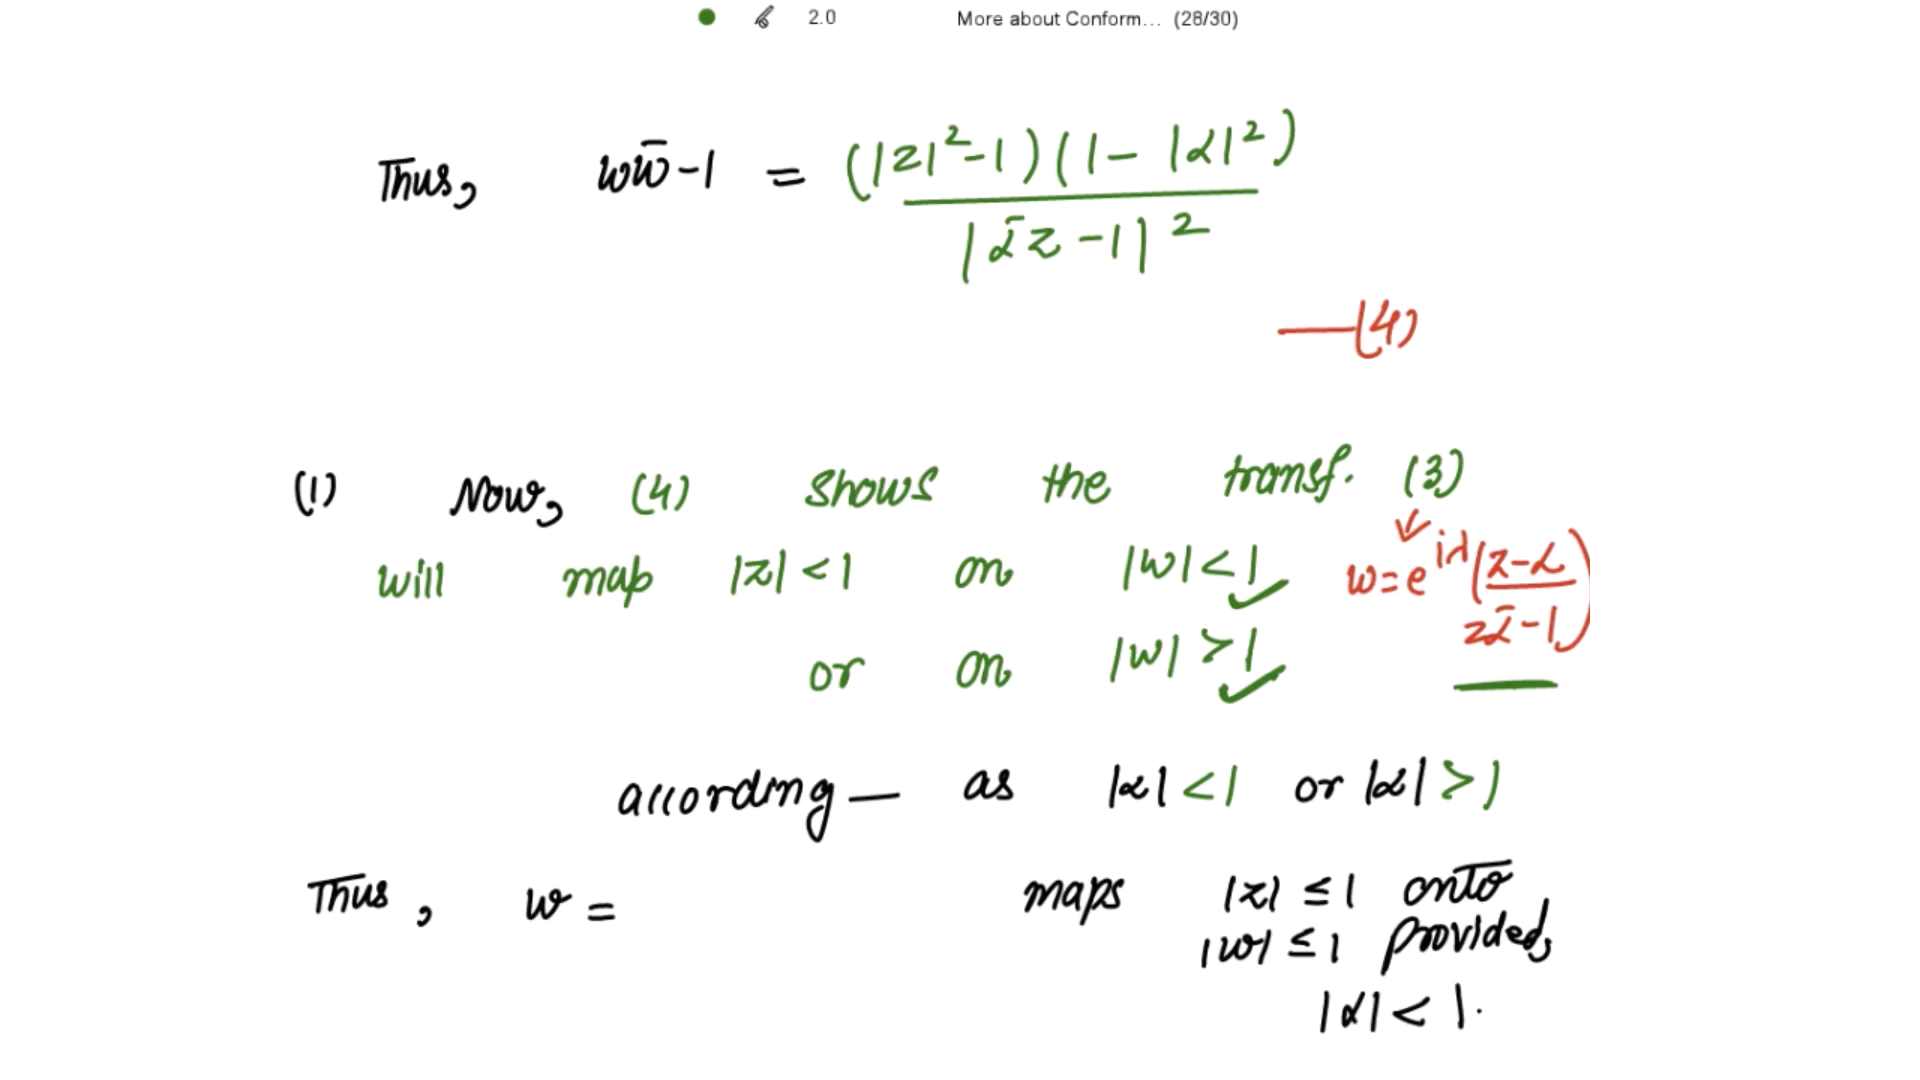 2.0 More about Conform... (28/30)
Thus, ww̄-1 = (|z|²-1)(1-|α|²)
|ᾱz-1|²
—(4)
(1) Now, (4) shows the transf. (3)
will map |z|<1 on |w|<1 w=e^{iλ}(z-α
zᾱ-1)
or on |w|>1
according— as |α|<1 or |α|>1
Thus, w= maps |z|≤1 onto
|w|≤1 provided,
|α|<1.